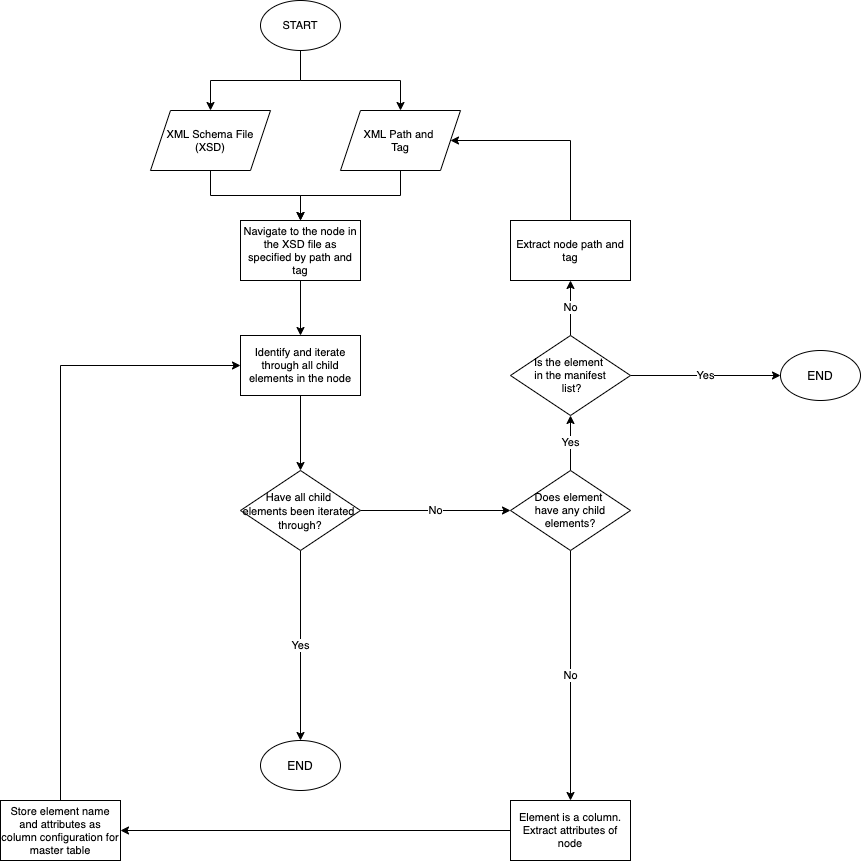 START
XML Schema File
(XSD)
XML Path and
Tag
Navigate to the node in
the XSD file as
specified by path and
tag
Extract node path and
tag
No
Identify and iterate
through all child
elements in the node
Is the element
in the manifest
list?
Yes
END
Yes
Have all child
elements been iterated
through?
No
Does element
have any child
elements?
Yes
No
END
Store element name
and attributes as
column configuration for
master table
Element is a column.
Extract attributes of
node